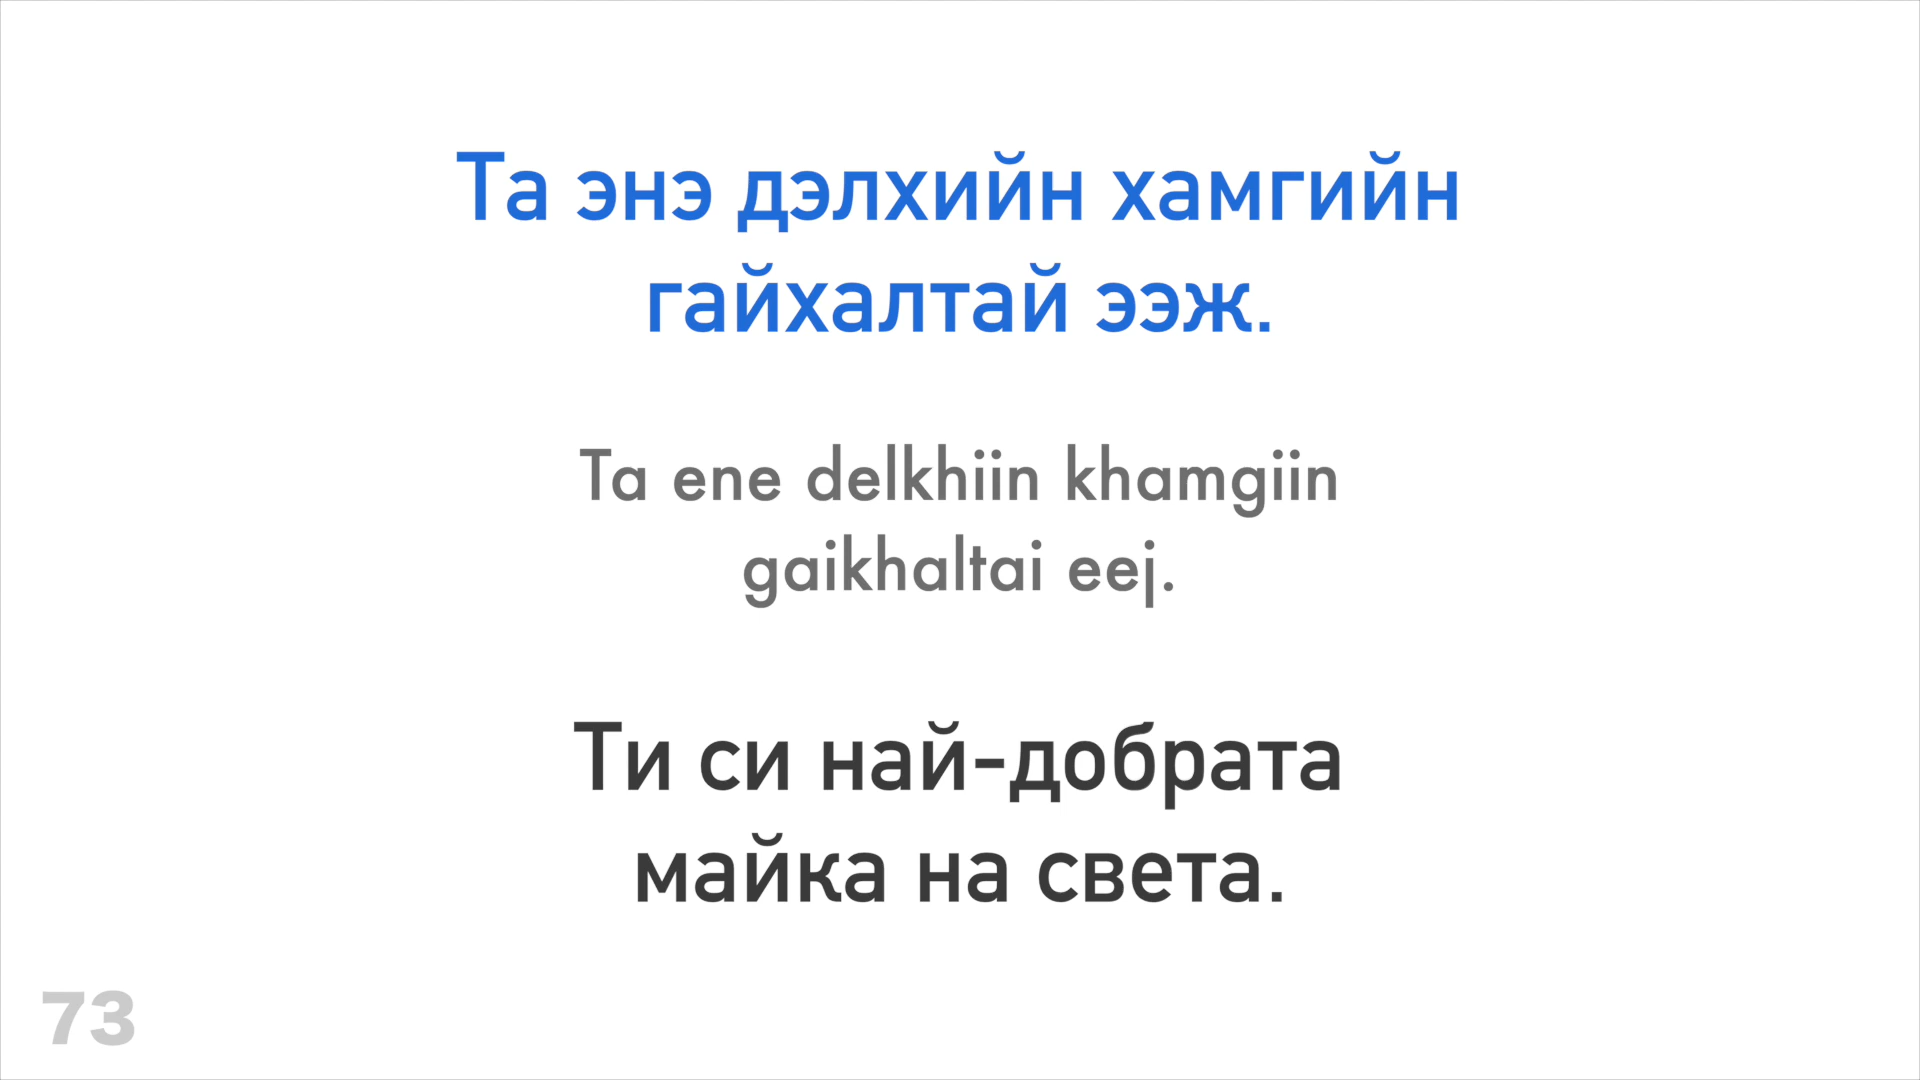 Та энэ дэлхийн хамгийн
гайхалтай ээж.
Ta ene delkhiin khamgiin
gaikhaltai eej.
Ти си най-добрата
майка на света.
73